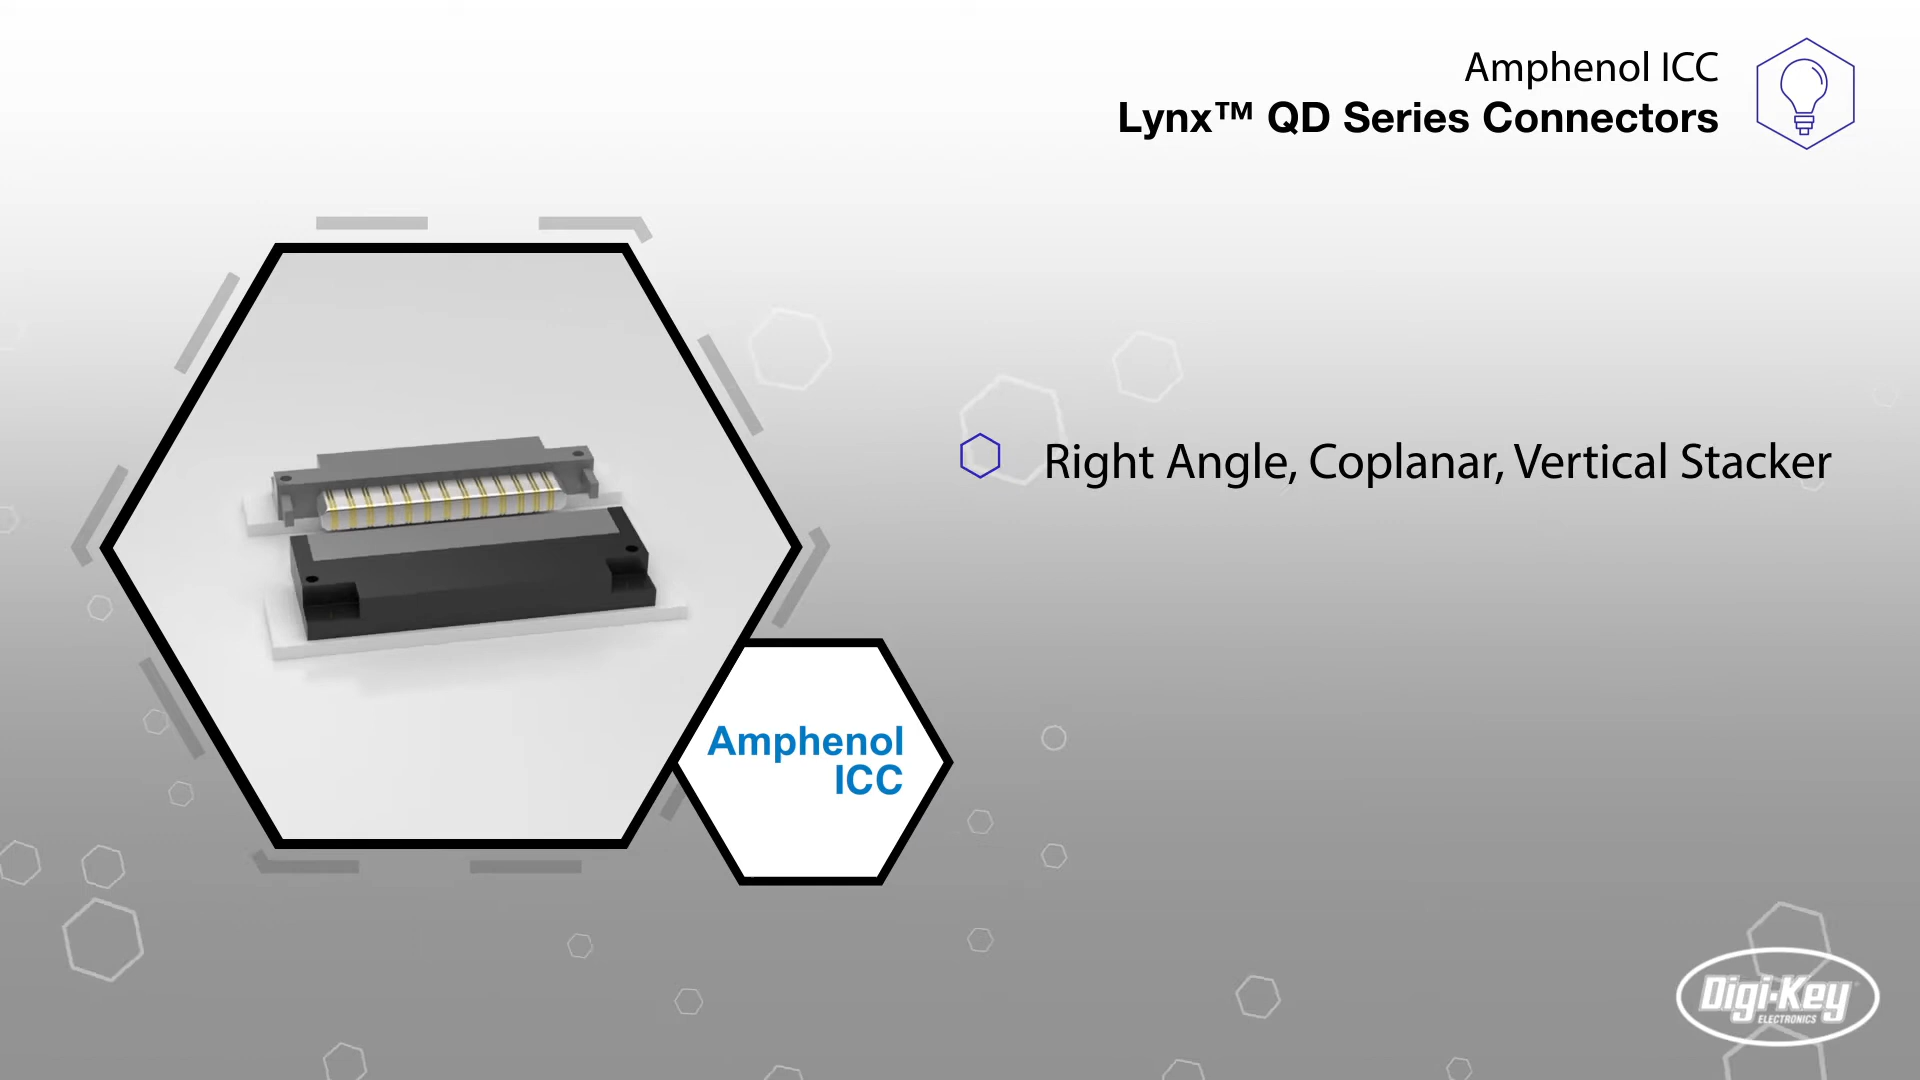 Amphenol ICC
Lynx™ QD Series Connectors
Right Angle, Coplanar, Vertical Stacker
Amphenol
ICC
Digi-Key
ELECTRONICS